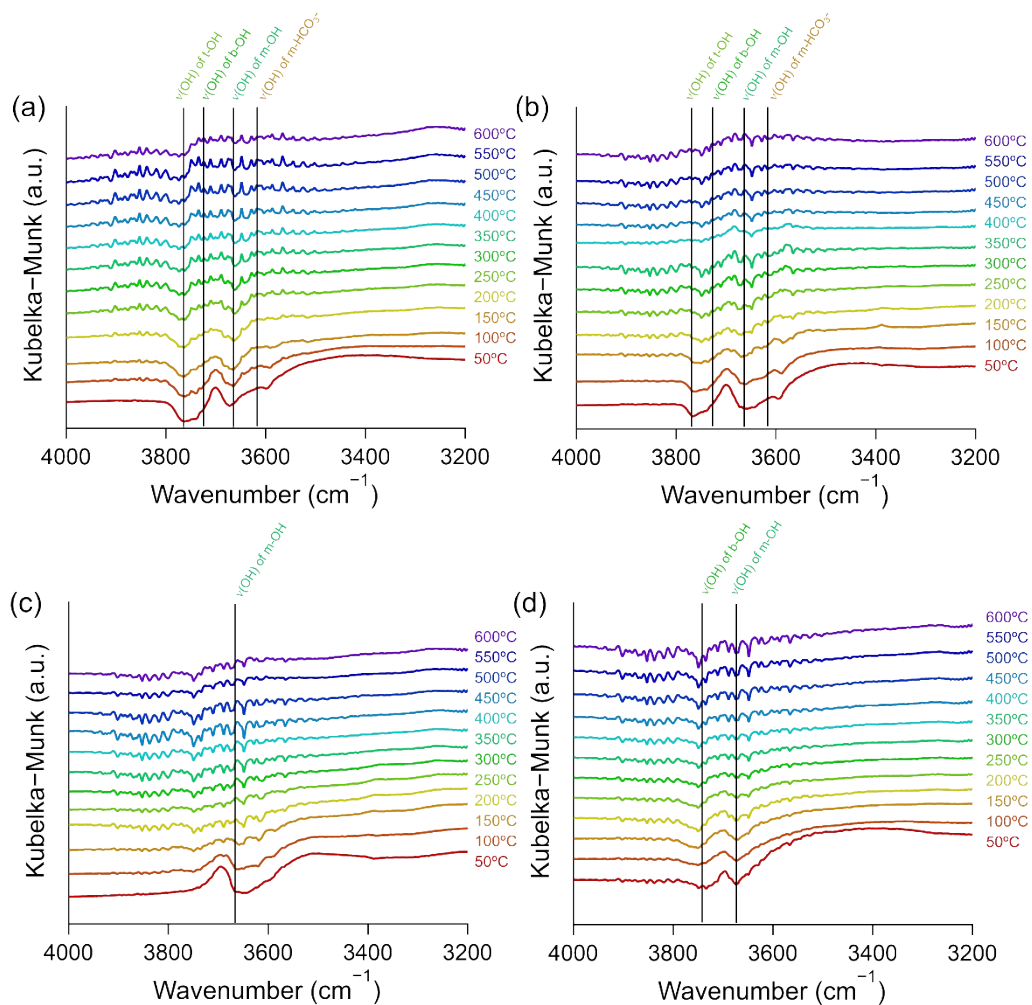 ν(OH) of t-OH
ν(OH) of b-OH
ν(OH) of m-OH
ν(OH) of m-HCO₃-
(a)
Kubelka−Munk (a.u.)
600ºC
550ºC
500ºC
450ºC
400ºC
350ºC
300ºC
250ºC
200ºC
150ºC
100ºC
50ºC
4000 3800 3600 3400 3200
Wavenumber (cm⁻¹)
ν(OH) of t-OH
ν(OH) of b-OH
ν(OH) of m-OH
ν(OH) of m-HCO₃-
(b)
Kubelka−Munk (a.u.)
600ºC
550ºC
500ºC
450ºC
400ºC
350ºC
300ºC
250ºC
200ºC
150ºC
100ºC
50ºC
4000 3800 3600 3400 3200
Wavenumber (cm⁻¹)
ν(OH) of m-OH
(c)
Kubelka−Munk (a.u.)
600ºC
550ºC
500ºC
450ºC
400ºC
350ºC
300ºC
250ºC
200ºC
150ºC
100ºC
50ºC
4000 3800 3600 3400 3200
Wavenumber (cm⁻¹)
ν(OH) of b-OH
ν(OH) of m-OH
(d)
Kubelka−Munk (a.u.)
600ºC
550ºC
500ºC
450ºC
400ºC
350ºC
300ºC
250ºC
200ºC
150ºC
100ºC
50ºC
4000 3800 3600 3400 3200
Wavenumber (cm⁻¹)